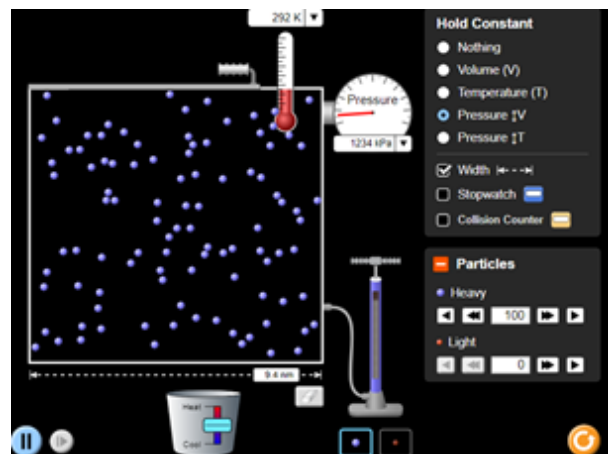 292 K
Pressure
1234 kPa
Hold Constant
Nothing
Volume (V)
Temperature (T)
Pressure ↕V
Pressure ↕T
Width
Stopwatch
Collision Counter
Particles
Heavy
100
Light
0
9.4 nm
Heat
Cool